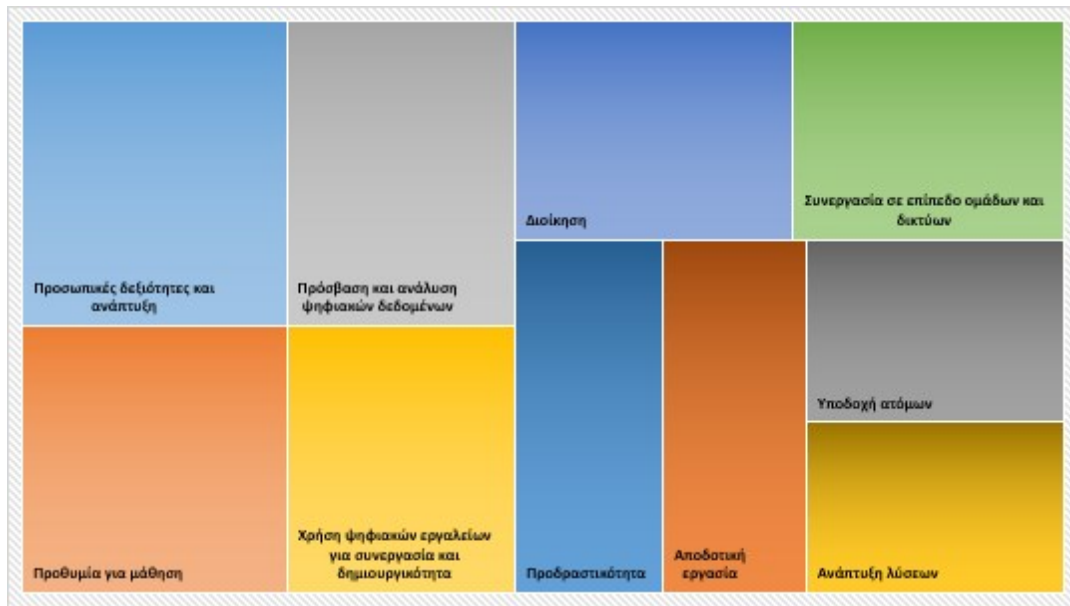 Προσωπικές δεξιότητες και
ανάπτυξη
Πρόσβαση και ανάλυση
ψηφιακών δεδομένων
Διοίκηση
Συνεργασία σε επίπεδο ομάδων και
δικτύων
Προθυμία για μάθηση
Χρήση ψηφιακών εργαλείων
για συνεργασία και
δημιουργικότητα
Προδραστικότητα
Αποδοτική
εργασία
Υποδοχή ατόμων
Ανάπτυξη λύσεων